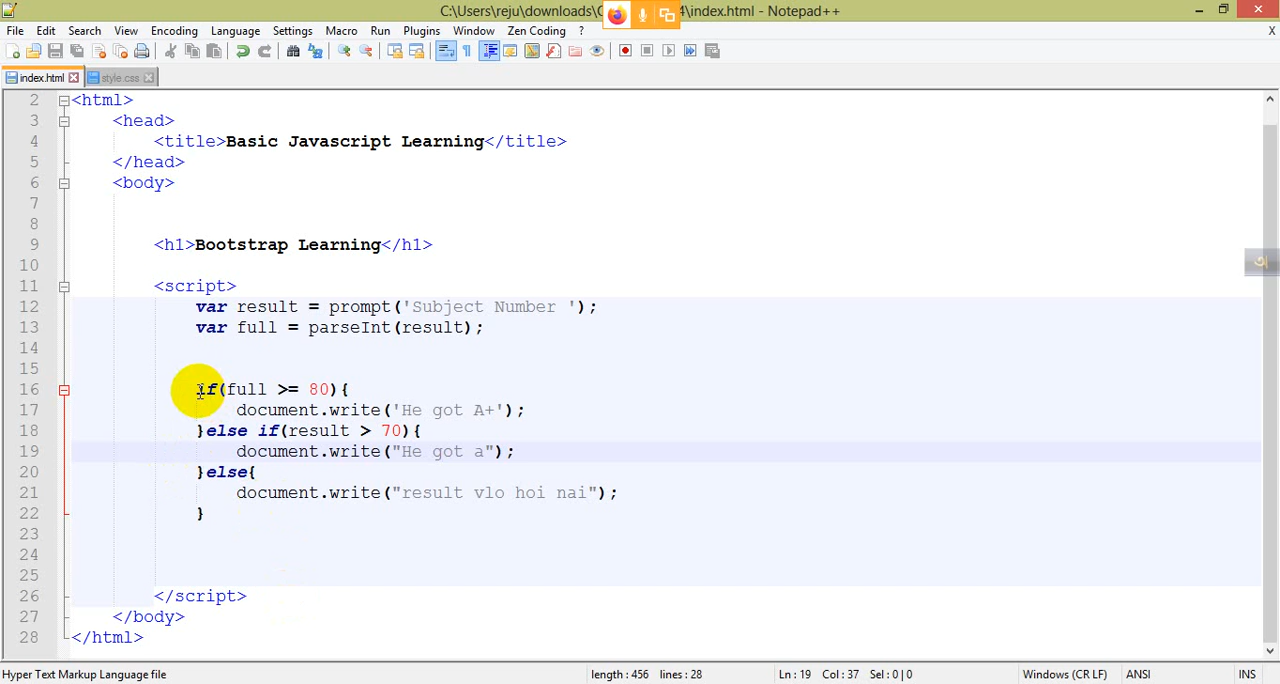 C:\Users\reju\downloads\C 4\index.html - Notepad++
File Edit Search View Encoding Language Settings Macro Run Plugins Window Zen Coding ? X
index.html style.css
2 <html>
3 <head>
4 <title>Basic Javascript Learning</title>
5 </head>
6 <body>
7
8
9 <h1>Bootstrap Learning</h1>
10
11 <script>
12 var result = prompt('Subject Number ');
13 var full = parseInt(result);
14
15
16 if(full >= 80){
17 document.write('He got A+');
18 }else if(result > 70){
19 document.write("He got a");
20 }else{
21 document.write("result vlo hoi nai");
22 }
23
24
25
26 </script>
27 </body>
28 </html>
অ
Hyper Text Markup Language file length : 456 lines : 28 Ln : 19 Col : 37 Sel : 0 | 0 Windows (CR LF) ANSI INS